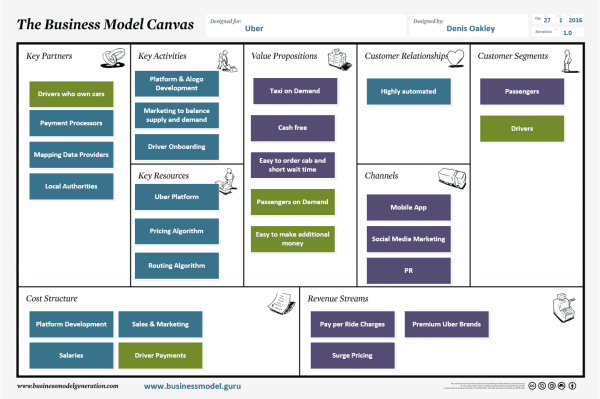 The Business Model Canvas
Designed for:
Uber
Designed by:
Denis Oakley
On:
27
1
2016
Iteration:
1.0
Key Partners
Drivers who own cars
Payment Processors
Mapping Data Providers
Local Authorities
Key Activities
Platform & Alogo
Development
Marketing to balance
supply and demand
Driver Onboarding
Key Resources
Uber Platform
Pricing Algorithm
Routing Algorithm
Value Propositions
Taxi on Demand
Cash free
Easy to order cab and
short wait time
Passengers on Demand
Easy to make additional
money
Customer Relationships
Highly automated
Channels
Mobile App
Social Media Marketing
PR
Customer Segments
Passengers
Drivers
Cost Structure
Platform Development
Sales & Marketing
Salaries
Driver Payments
Revenue Streams
Pay per Ride Charges
Premium Uber Brands
Surge Pricing
www.businessmodelgeneration.com
www.businessmodel.guru